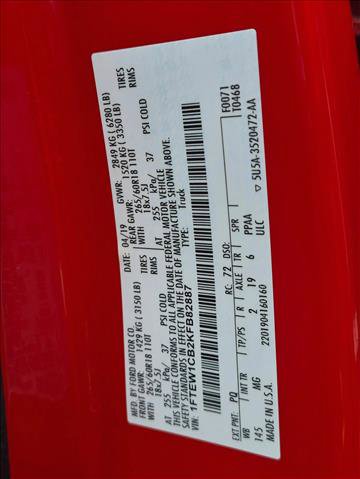 MFD. BY FORD MOTOR CO.
DATE: 04/19 GVWR: 2849 KG ( 6280 LB)
FRONT GAWR: 1429 KG ( 3150 LB) REAR GAWR: 1520 KG ( 3350 LB)
WITH 265/60R18 110T TIRES WITH 265/60R18 110T TIRES
18x7.5J RIMS 18x7.5J RIMS
AT 255 kPa/ 37 PSI COLD AT 255 kPa/ 37 PSI COLD
THIS VEHICLE CONFORMS TO ALL APPLICABLE FEDERAL MOTOR VEHICLE
SAFETY STANDARDS IN EFFECT ON THE DATE OF MANUFACTURE SHOWN ABOVE.
VIN: 1FTEW1CB2KFB82887 Truck
F0071
T0468
EXT PNT: PQ RC: 72 DSO:
WB INT TR TP/PS R AXLE TR SPR
145 MG 2 19 6 PPAA
ULC
2201904160160
MADE IN U.S.A. 5U5A-3520472-AA